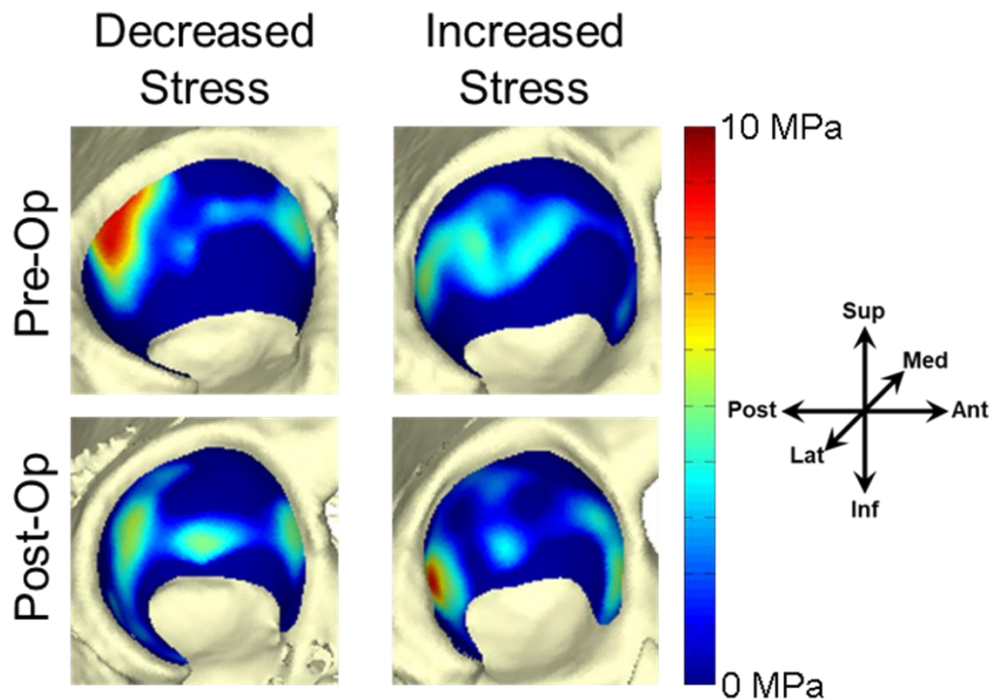 Decreased
Stress
Increased
Stress
Pre-Op
Post-Op
10 MPa
0 MPa
Sup
Med
Post
Ant
Lat
Inf